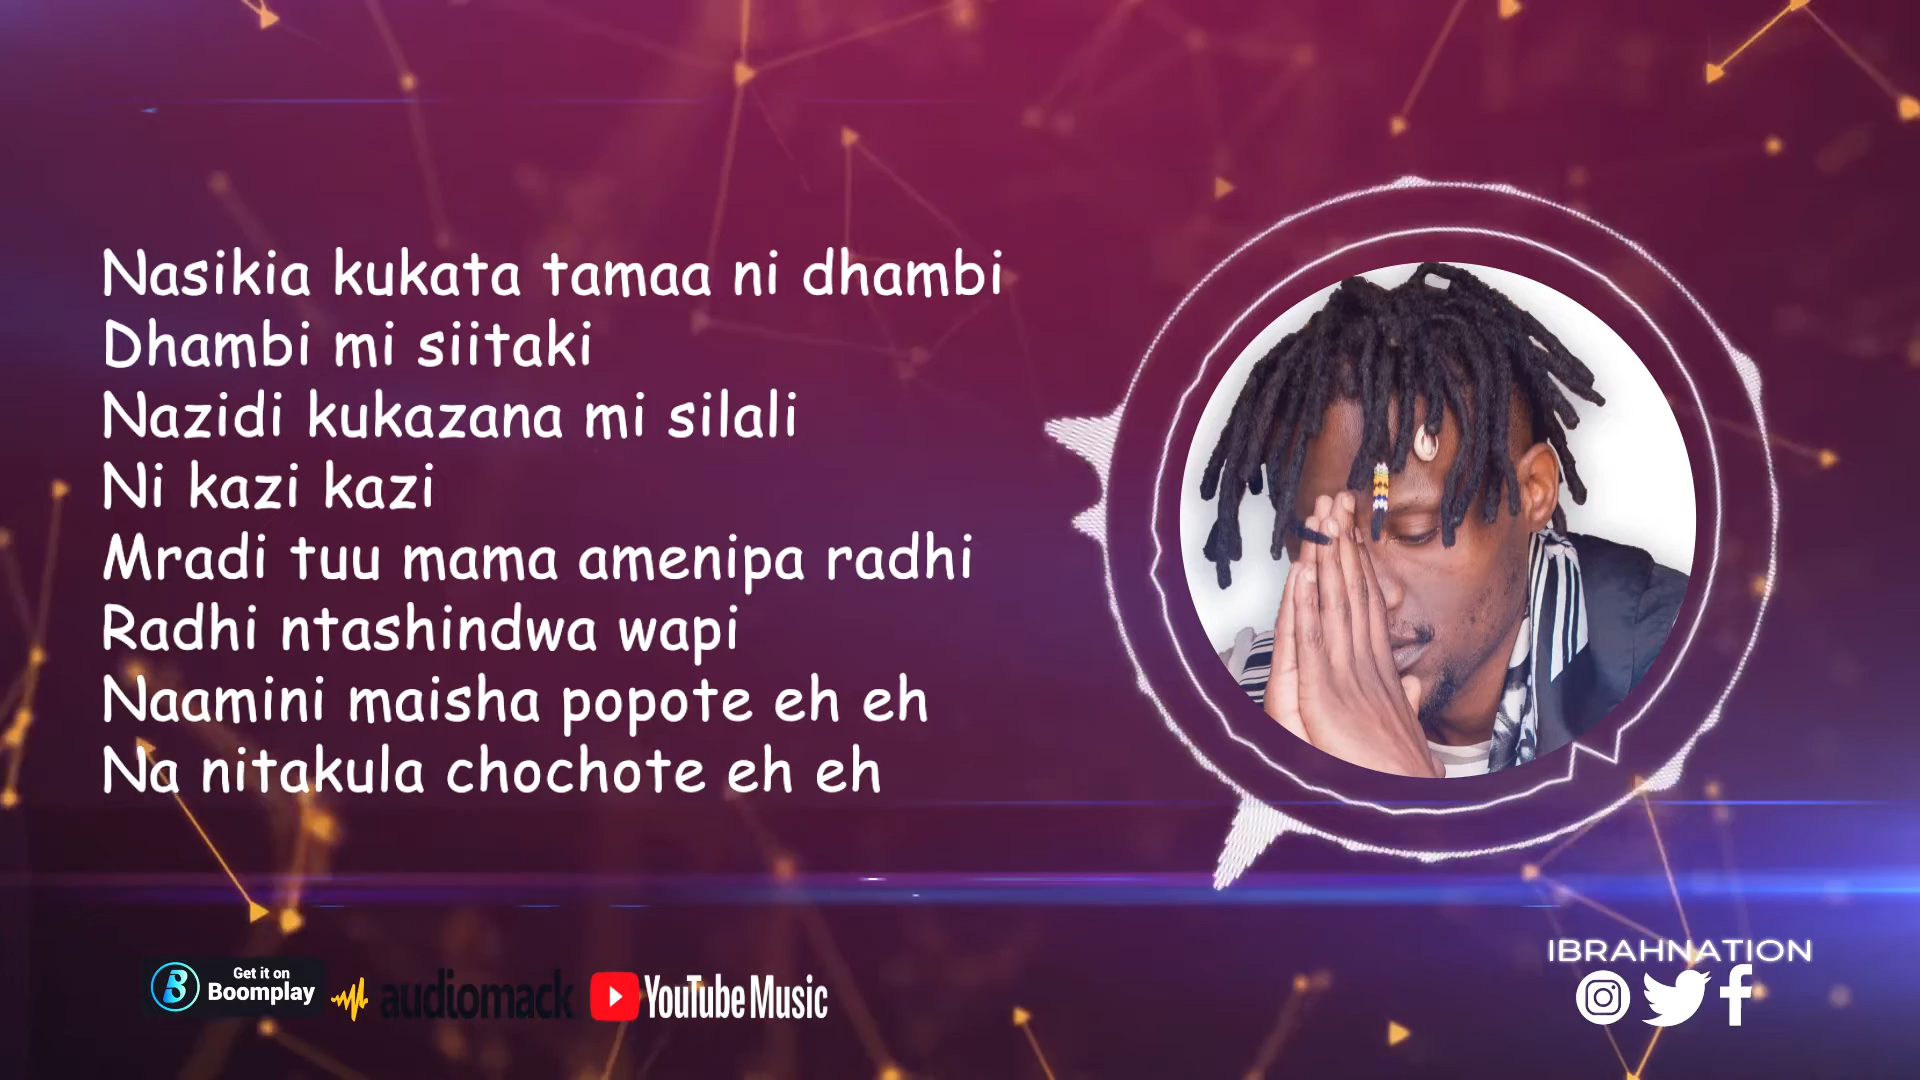 Nasikia kukata tamaa ni dhambi
Dhambi mi siitaki
Nazidi kukazana mi silali
Ni kazi kazi
Mradi tuu mama amenipa radhi
Radhi ntashindwa wapi
Naamini maisha popote eh eh
Na nitakula chochote eh eh
IBRAHNATION
Get it on
Boomplay
audiomack
YouTube Music